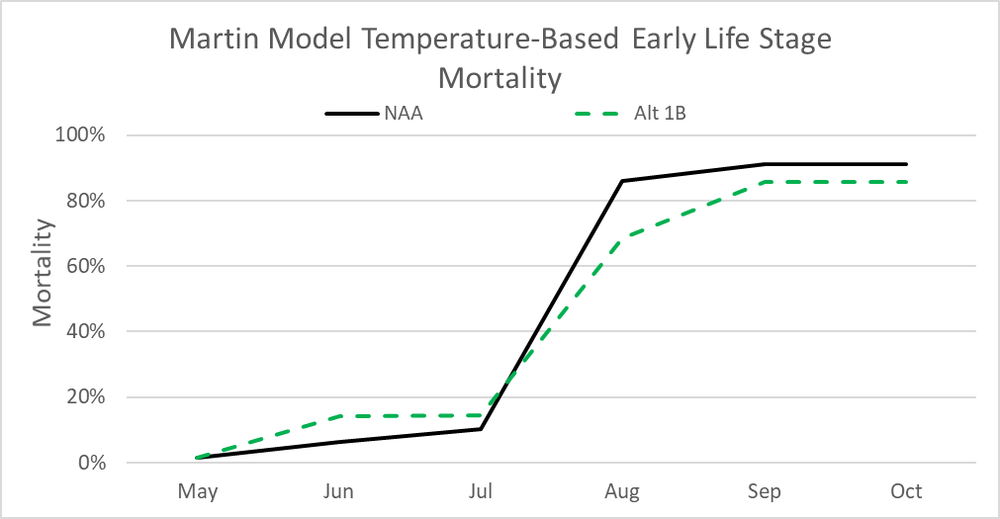 Martin Model Temperature-Based Early Life Stage
Mortality
NAA
Alt 1B
100%
80%
60%
40%
20%
0%
Mortality
May
Jun
Jul
Aug
Sep
Oct